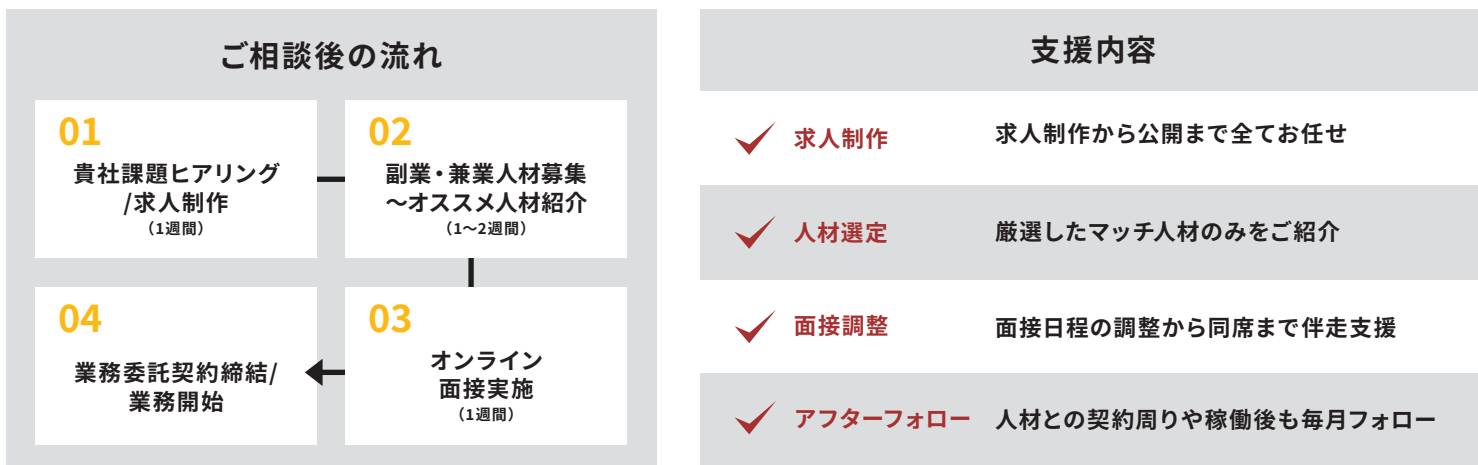 ご相談後の流れ
01
貴社課題ヒアリング
/求人制作
（1週間）
02
副業・兼業人材募集
～オススメ人材紹介
（1～2週間）
03
オンライン
面接実施
（1週間）
04
業務委託契約締結/
業務開始
支援内容
求人制作 求人制作から公開まで全てお任せ
人材選定 厳選したマッチ人材のみをご紹介
面接調整 面接日程の調整から同席まで伴走支援
アフターフォロー 人材との契約周りや稼働後も毎月フォロー